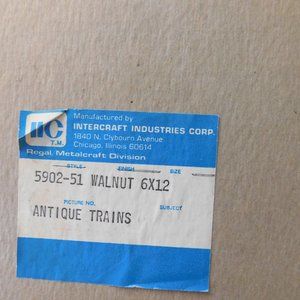 IIC
T.M.
Manufactured by
INTERCRAFT INDUSTRIES CORP.
1840 N. Clybourn Avenue
Chicago, Illinois 60614
Regal Metalcraft Division
STYLE FINISH SIZE
5902-51 WALNUT 6X12
PICTURE NO. SUBJECT
ANTIQUE TRAINS